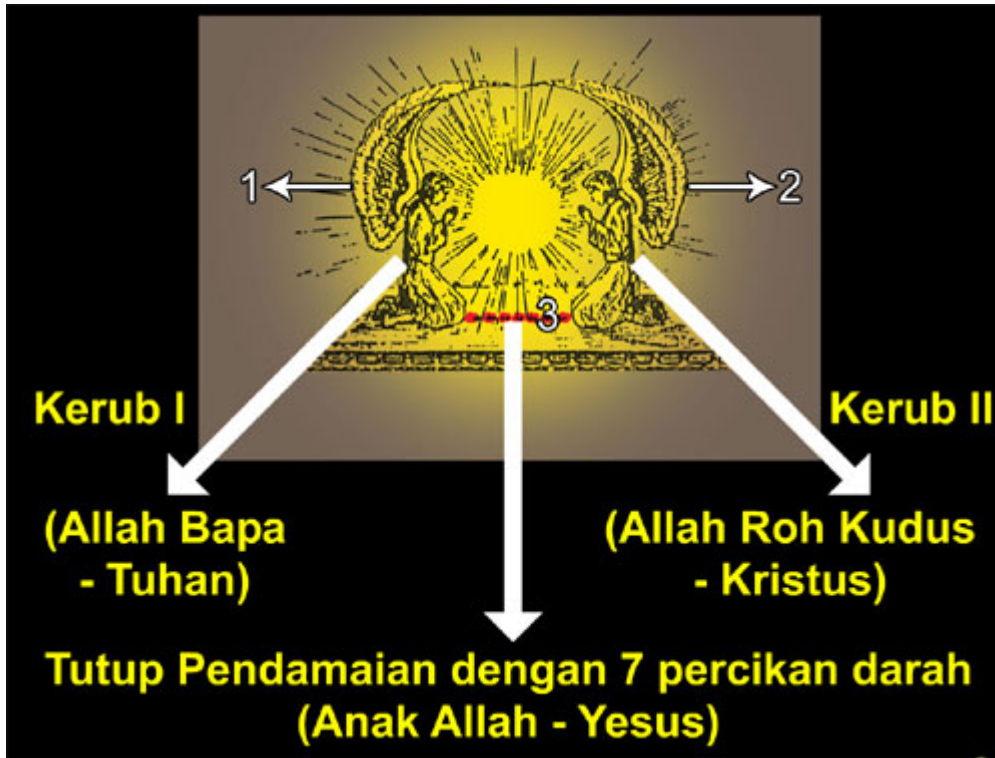 1
2
3
Kerub I
Kerub II
(Allah Bapa
- Tuhan)
(Allah Roh Kudus
- Kristus)
Tutup Pendamaian dengan 7 percikan darah
(Anak Allah - Yesus)